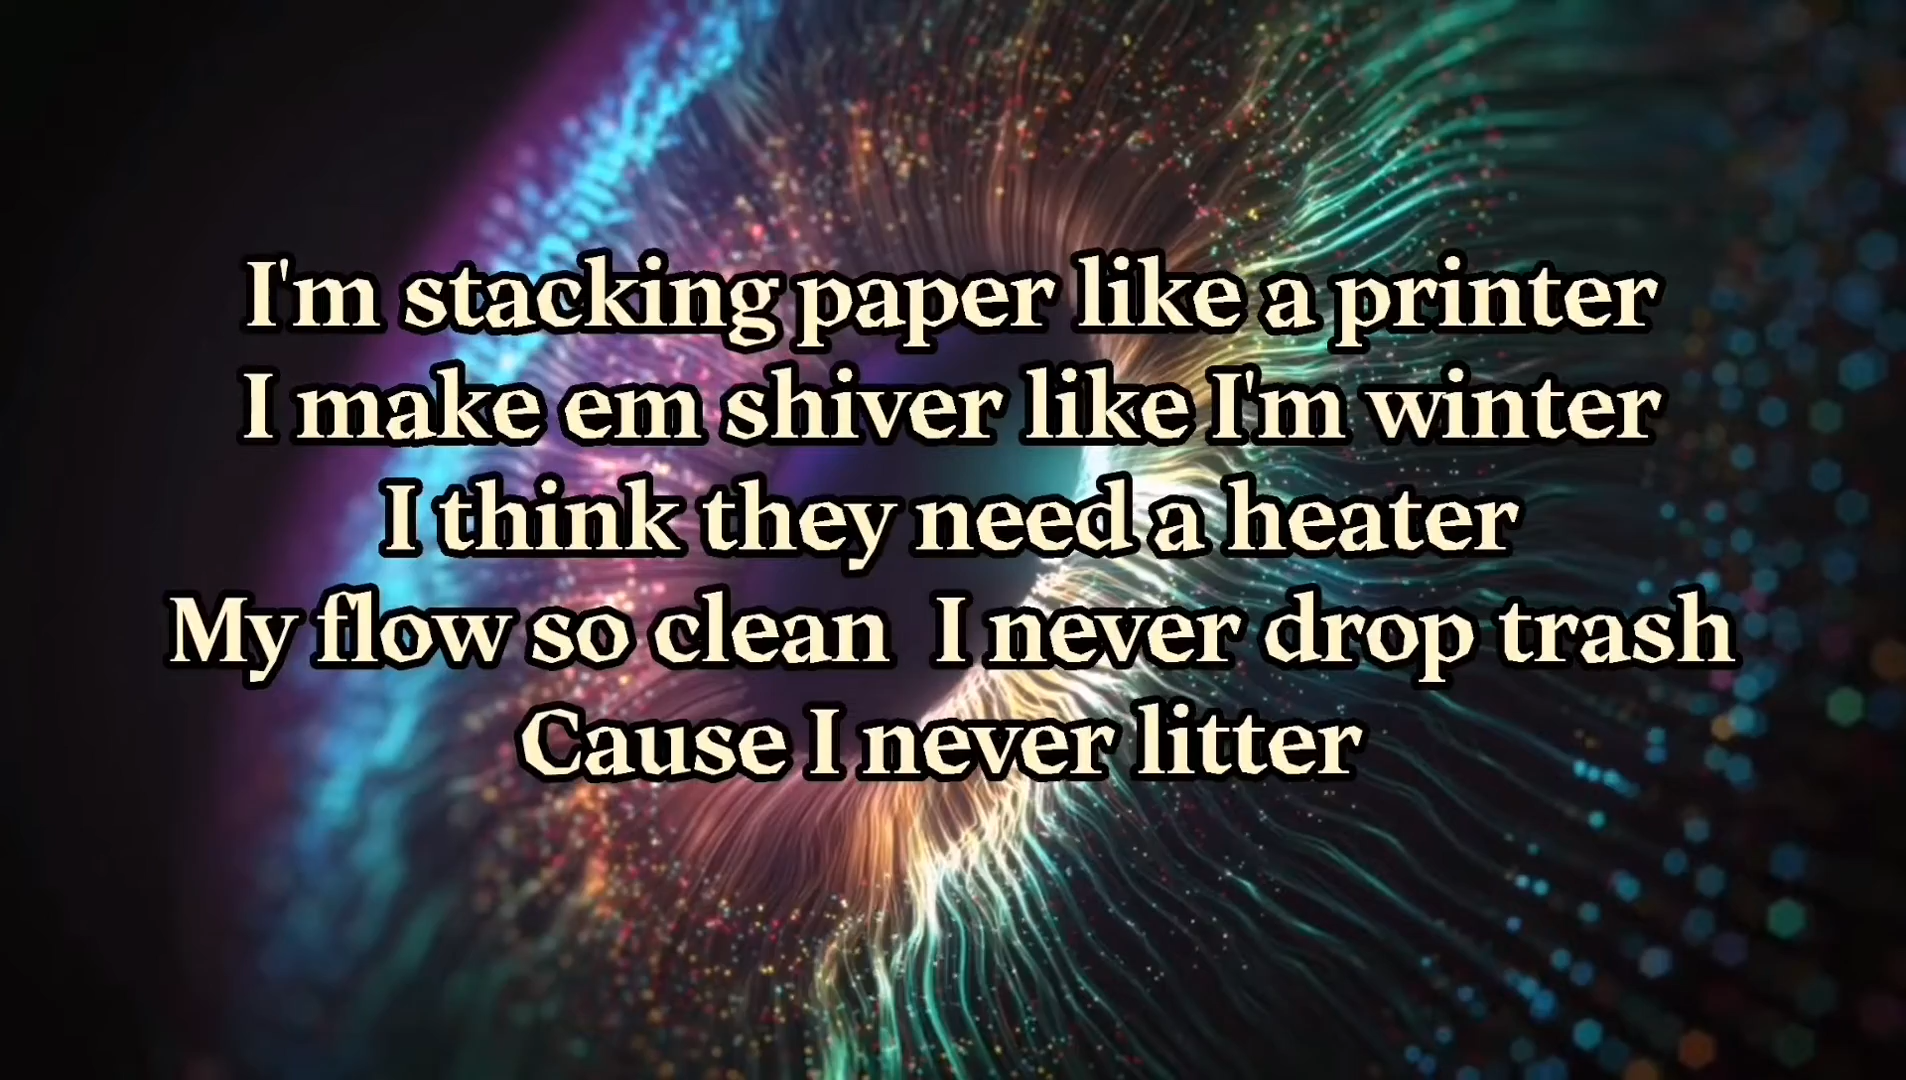 I'm stacking paper like a printer
I make em shiver like I'm winter
I think they need a heater
My flow so clean  I never drop trash
Cause I never litter